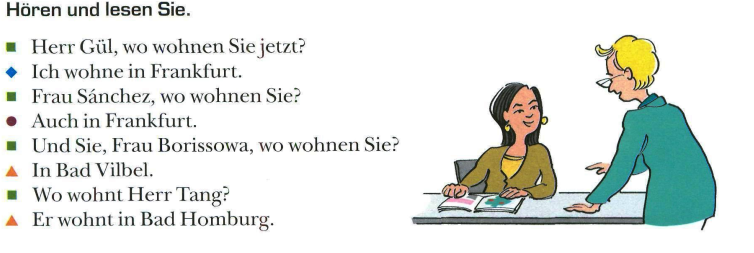 Hören und lesen Sie.
Herr Gül, wo wohnen Sie jetzt?
Ich wohne in Frankfurt.
Frau Sánchez, wo wohnen Sie?
Auch in Frankfurt.
Und Sie, Frau Borissowa, wo wohnen Sie?
In Bad Vilbel.
Wo wohnt Herr Tang?
Er wohnt in Bad Homburg.